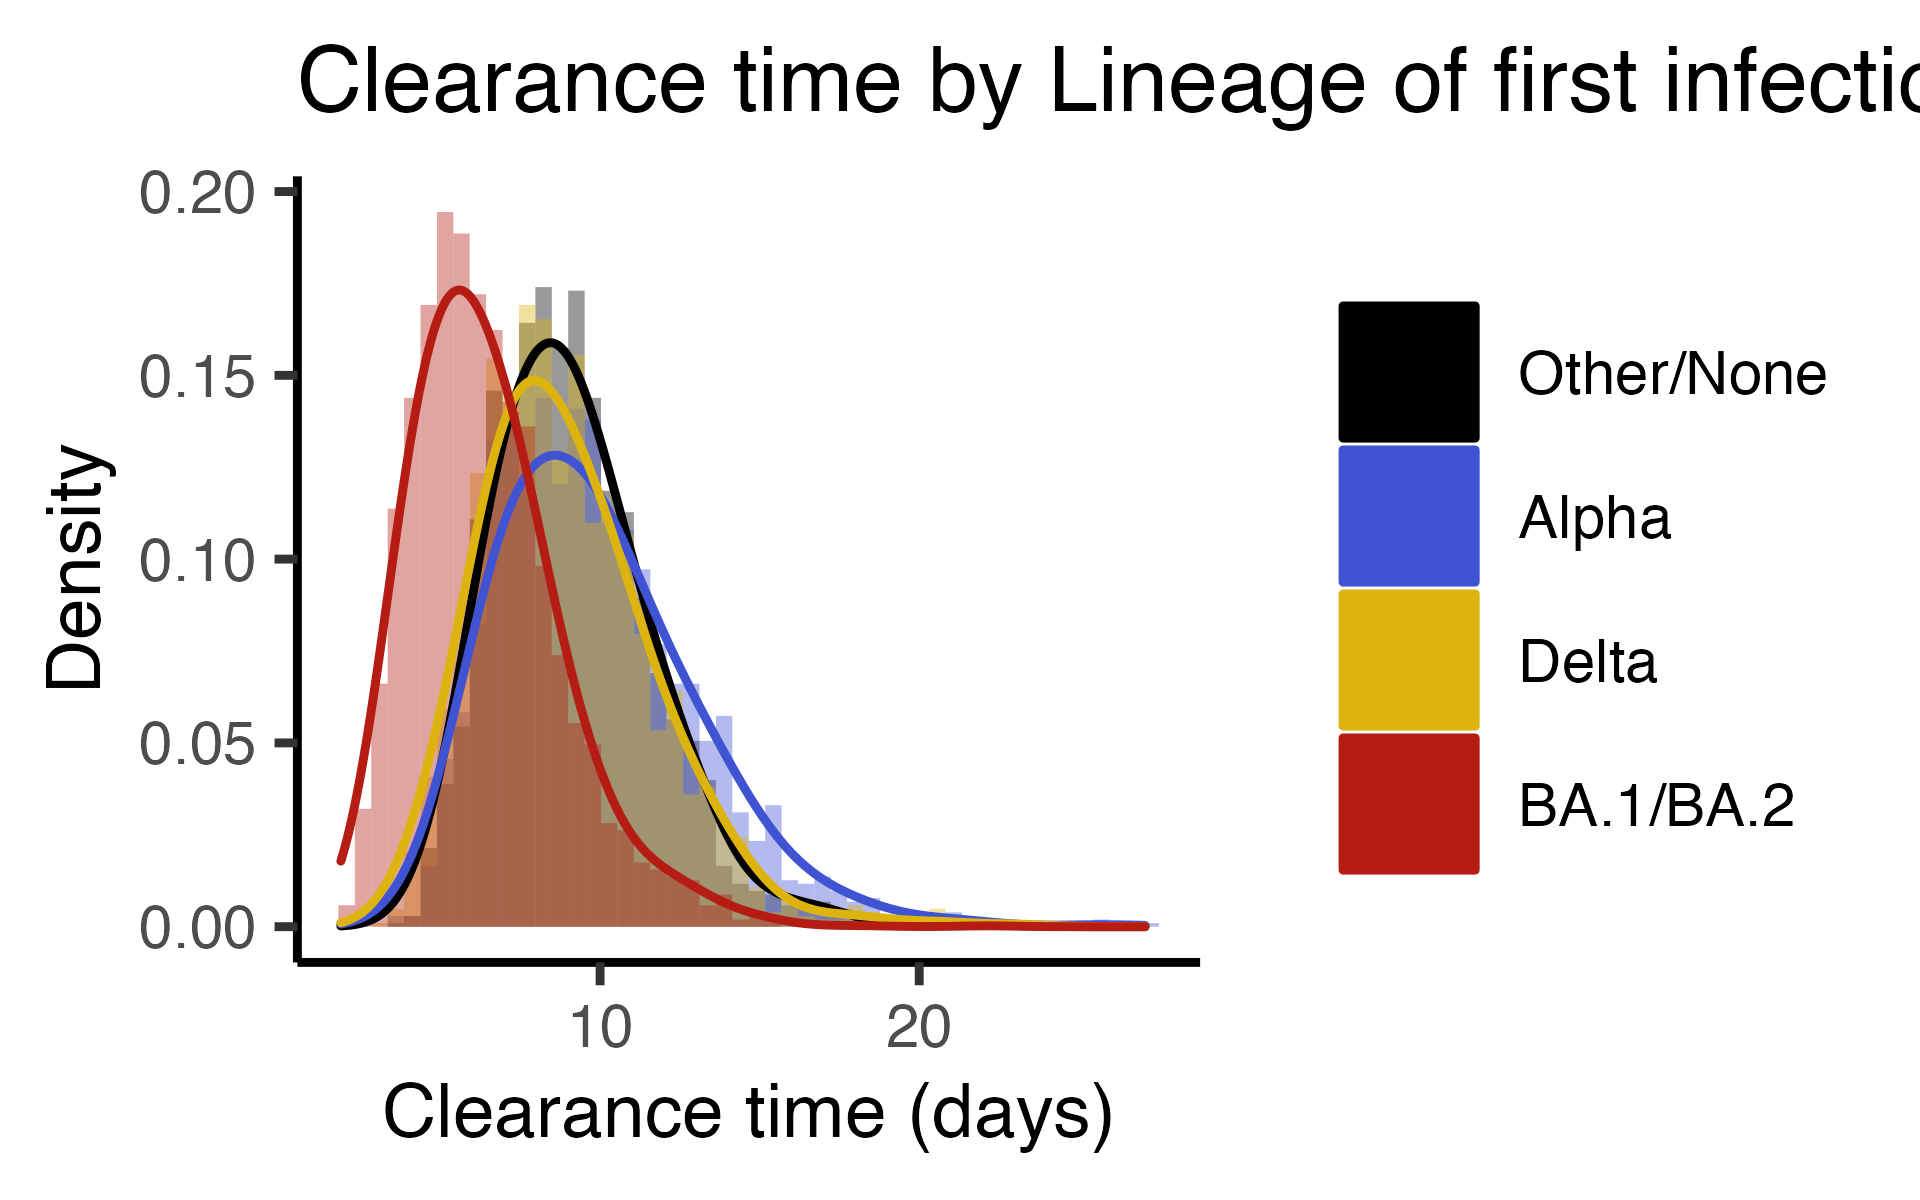 Clearance time by Lineage of first infectio
0.20
0.15
0.10
0.05
0.00
Density
10
20
Clearance time (days)
Other/None
Alpha
Delta
BA.1/BA.2